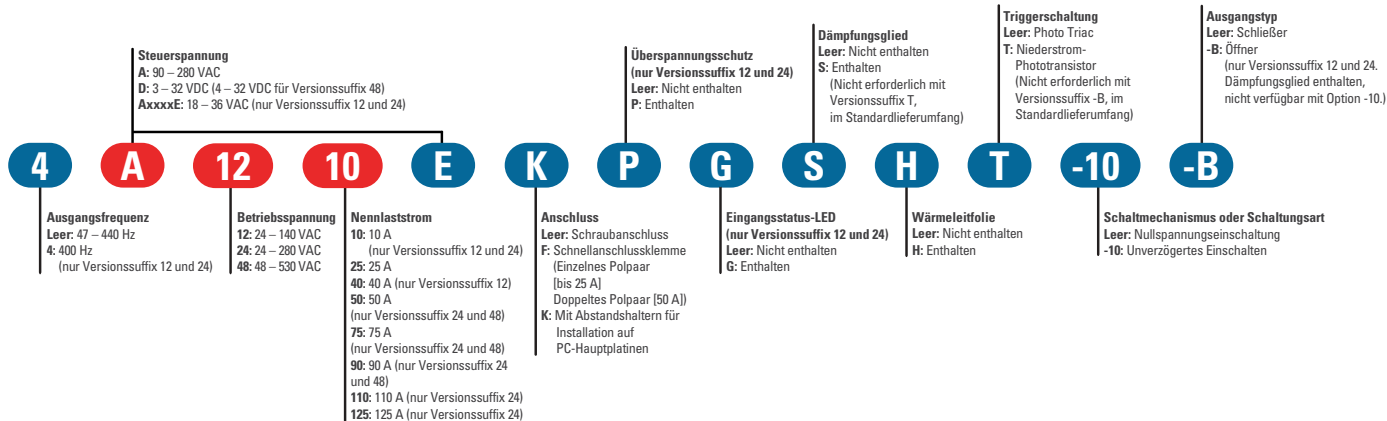 Steuerspannung
A: 90 – 280 VAC
D: 3 – 32 VDC (4 – 32 VDC für Versionssuffix 48)
AxxxxE: 18 – 36 VAC (nur Versionssuffix 12 und 24)
Überspannungsschutz
(nur Versionssuffix 12 und 24)
Leer: Nicht enthalten
P: Enthalten
Dämpfungsglied
Leer: Nicht enthalten
S: Enthalten
(Nicht erforderlich mit
Versionssuffix T,
im Standardlieferumfang)
Triggerschaltung
Leer: Photo Triac
T: Niederstrom-
Phototransistor
(Nicht erforderlich mit
Versionssuffix -B, im
Standardlieferumfang)
Ausgangstyp
Leer: Schließer
-B: Öffner
(nur Versionssuffix 12 und 24.
Dämpfungsglied enthalten,
nicht verfügbar mit Option -10.)
4 A 12 10 E K P G S H T -10 -B
Ausgangsfrequenz
Leer: 47 – 440 Hz
4: 400 Hz
(nur Versionssuffix 12 und 24)
Betriebsspannung
12: 24 – 140 VAC
24: 24 – 280 VAC
48: 48 – 530 VAC
Nennlaststrom
10: 10 A
(nur Versionssuffix 12 und 24)
25: 25 A
40: 40 A (nur Versionssuffix 12)
50: 50 A
(nur Versionssuffix 24 und 48)
75: 75 A
(nur Versionssuffix 24 und 48)
90: 90 A (nur Versionssuffix 24
und 48)
110: 110 A (nur Versionssuffix 24)
125: 125 A (nur Versionssuffix 24)
Anschluss
Leer: Schraubanschluss
F: Schnellanschlussklemme
(Einzelnes Polpaar
[bis 25 A]
Doppeltes Polpaar [50 A])
K: Mit Abstandshaltern für
Installation auf
PC-Hauptplatinen
Eingangsstatus-LED
(nur Versionssuffix 12 und 24)
Leer: Nicht enthalten
G: Enthalten
Wärmeleitfolie
Leer: Nicht enthalten
H: Enthalten
Schaltmechanismus oder Schaltungsart
Leer: Nullspannungseinschaltung
-10: Unverzögertes Einschalten